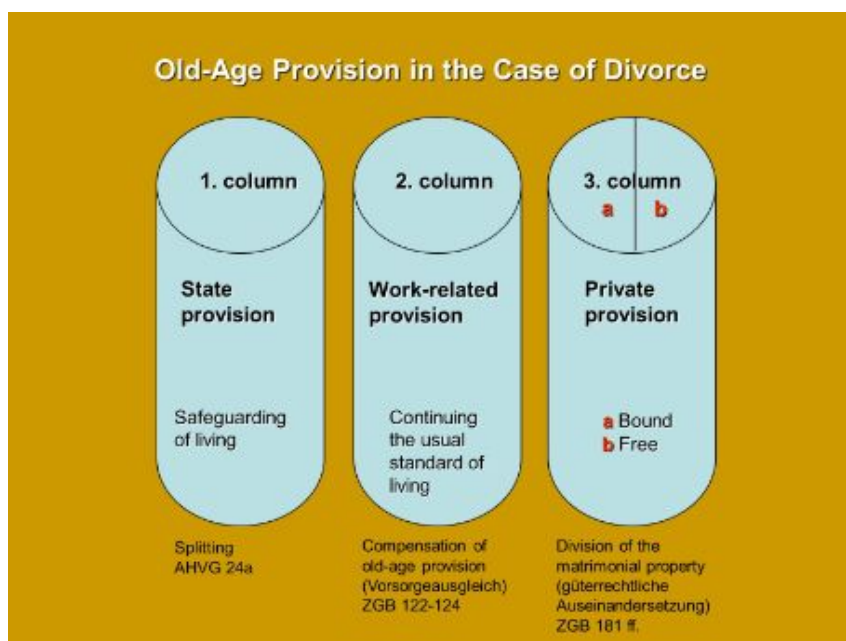 Old-Age Provision in the Case of Divorce
1. column
State
provision
Safeguarding
of living
Splitting
AHVG 24a
2. column
Work-related
provision
Continuing
the usual
standard of
living
Compensation of
old-age provision
(Vorsorgeausgleich)
ZGB 122-124
3. column
a b
Private
provision
a Bound
b Free
Division of the
matrimonial property
(güterrechtliche
Auseinandersetzung)
ZGB 181 ff.